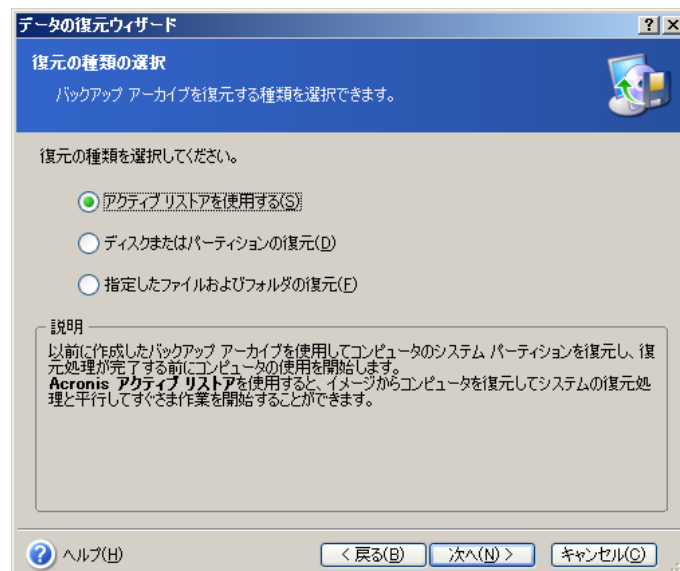 データの復元ウィザード
復元の種類の選択
バックアップ アーカイブを復元する種類を選択できます。
復元の種類を選択してください。
アクティブ リストアを使用する(S)
ディスクまたはパーティションの復元(D)
指定したファイルおよびフォルダの復元(F)
説明
以前に作成したバックアップ アーカイブを使用してコンピュータのシステム パーティションを復元し、復
元処理が完了する前にコンピュータの使用を開始します。
Acronis アクティブ リストアを使用すると、イメージからコンピュータを復元してシステムの復元処
理と平行してすぐさま作業を開始することができます。
ヘルプ(H)
< 戻る(B)
次へ(N) >
キャンセル(C)